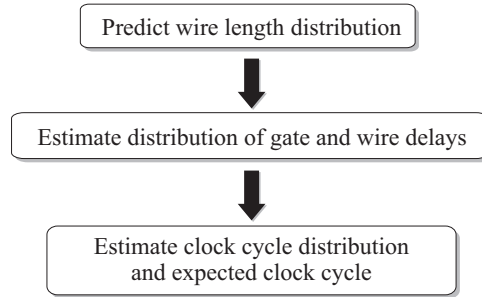 Predict wire length distribution
Estimate distribution of gate and wire delays
Estimate clock cycle distribution
and expected clock cycle